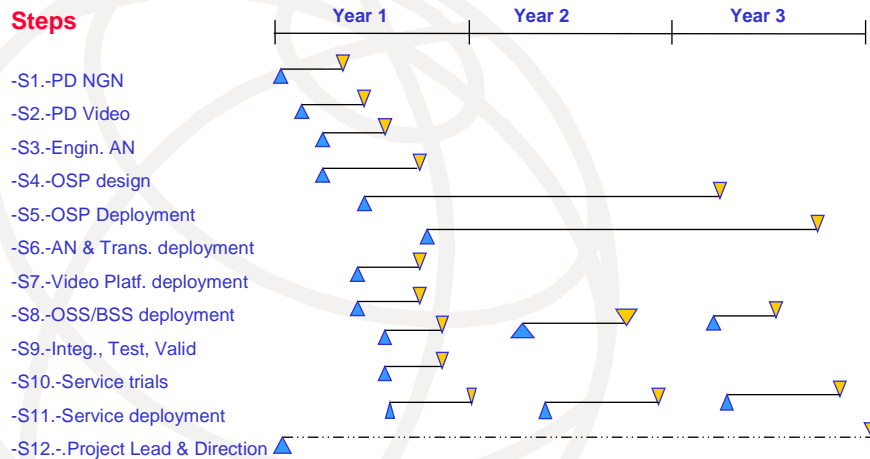 Steps
Year 1 Year 2 Year 3
-S1.-PD NGN
-S2.-PD Video
-S3.-Engin. AN
-S4.-OSP design
-S5.-OSP Deployment
-S6.-AN & Trans. deployment
-S7.-Video Platf. deployment
-S8.-OSS/BSS deployment
-S9.-Integ., Test, Valid
-S10.-Service trials
-S11.-Service deployment
-S12.-.Project Lead & Direction